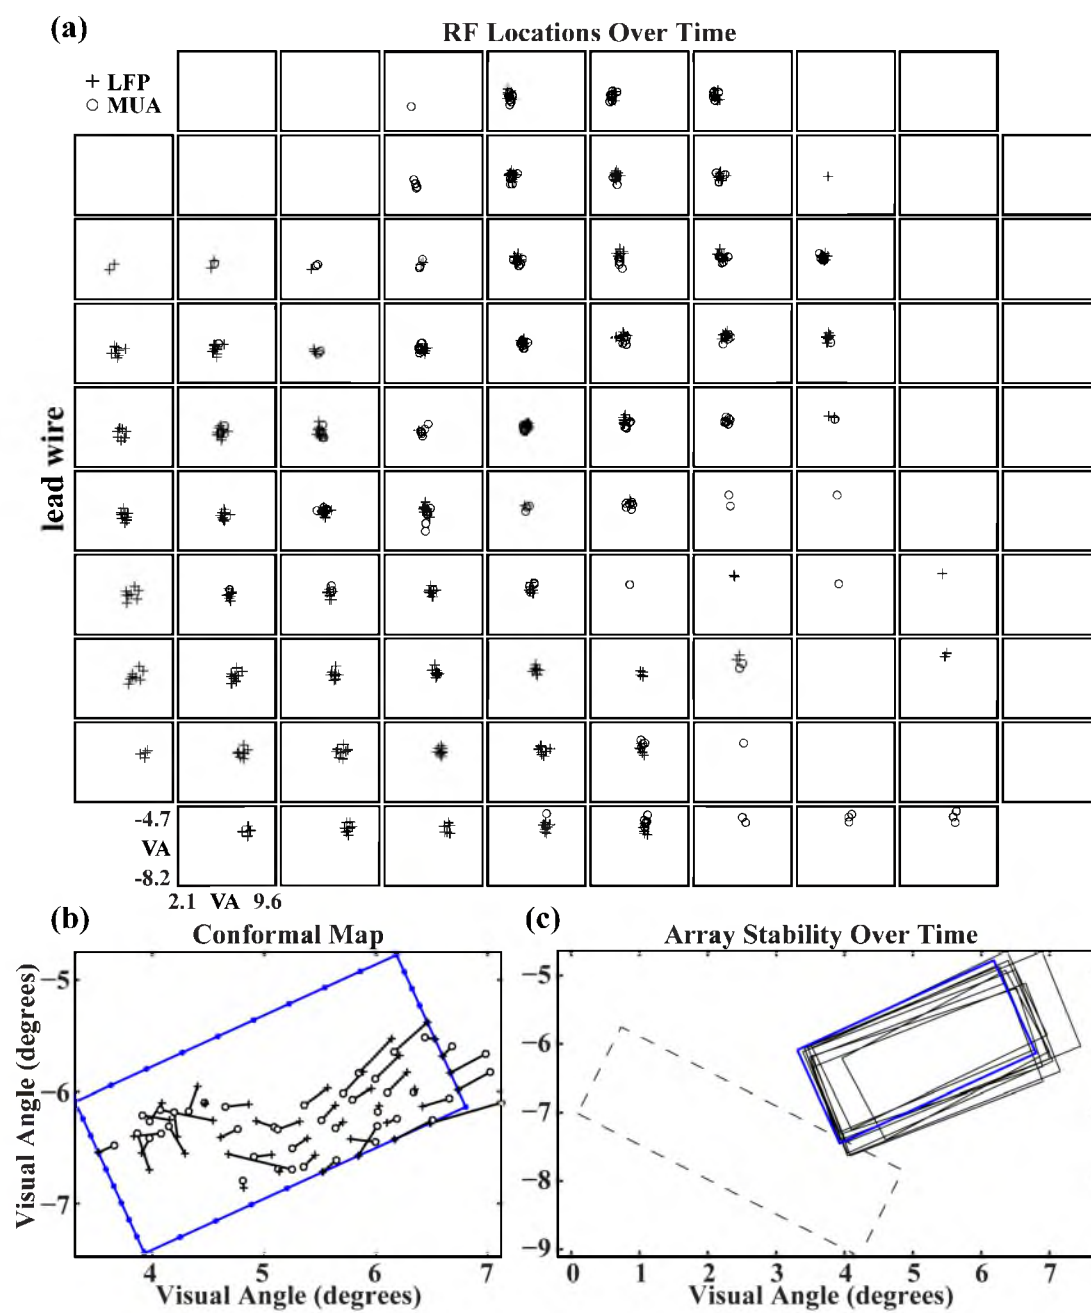 (a)
RF Locations Over Time
+ LFP
○ MUA
lead wire
-4.7
VA
-8.2
2.1 VA 9.6
(b)
Conformal Map
Visual Angle (degrees)
−5
−6
−7
4 5 6 7
Visual Angle (degrees)
(c)
Array Stability Over Time
−5
−6
−7
−8
−9
0 1 2 3 4 5 6 7
Visual Angle (degrees)